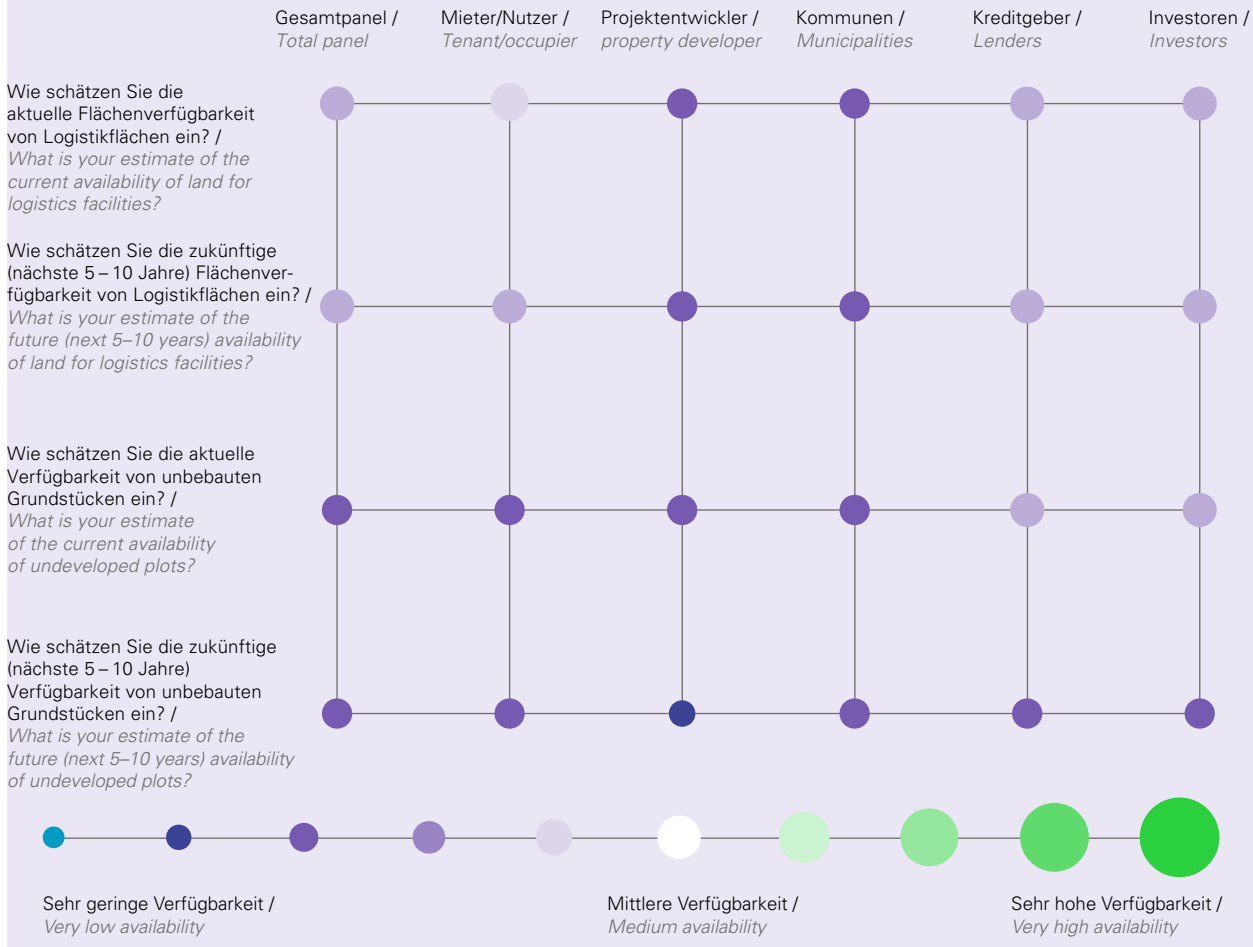 Gesamtpanel /
Total panel
Mieter/Nutzer /
Tenant/occupier
Projektentwickler /
property developer
Kommunen /
Municipalities
Kreditgeber /
Lenders
Investoren /
Investors
Wie schätzen Sie die
aktuelle Flächenverfügbarkeit
von Logistikflächen ein? /
What is your estimate of the
current availability of land for
logistics facilities?
Wie schätzen Sie die zukünftige
(nächste 5 – 10 Jahre) Flächenver-
fügbarkeit von Logistikflächen ein? /
What is your estimate of the
future (next 5–10 years) availability
of land for logistics facilities?
Wie schätzen Sie die aktuelle
Verfügbarkeit von unbebauten
Grundstücken ein? /
What is your estimate
of the current availability
of undeveloped plots?
Wie schätzen Sie die zukünftige
(nächste 5 – 10 Jahre)
Verfügbarkeit von unbebauten
Grundstücken ein? /
What is your estimate of the
future (next 5–10 years) availability
of undeveloped plots?
Sehr geringe Verfügbarkeit /
Very low availability
Mittlere Verfügbarkeit /
Medium availability
Sehr hohe Verfügbarkeit /
Very high availability